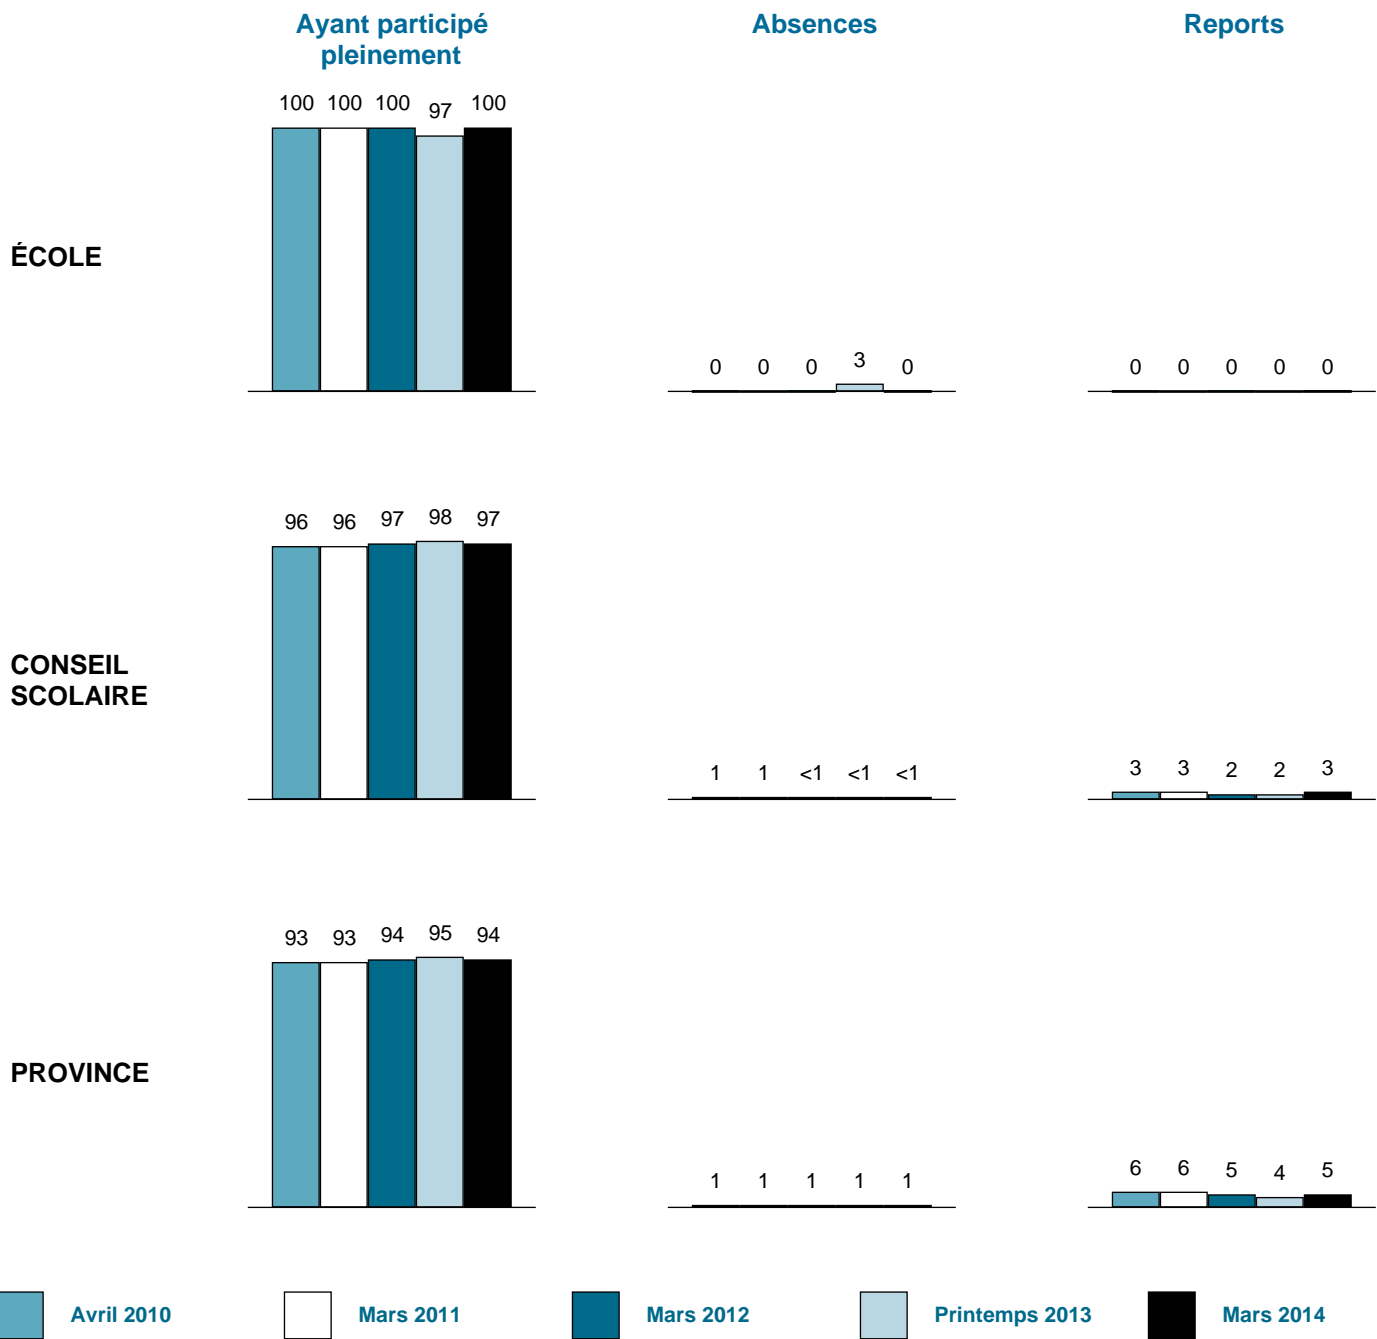 Ayant participé
pleinement
Absences
Reports
100 100 100 97 100
ÉCOLE
0 0 0 3 0
0 0 0 0 0
96 96 97 98 97
CONSEIL
SCOLAIRE
1 1 <1 <1 <1
3 3 2 2 3
93 93 94 95 94
PROVINCE
1 1 1 1 1
6 6 5 4 5
Avril 2010
Mars 2011
Mars 2012
Printemps 2013
Mars 2014